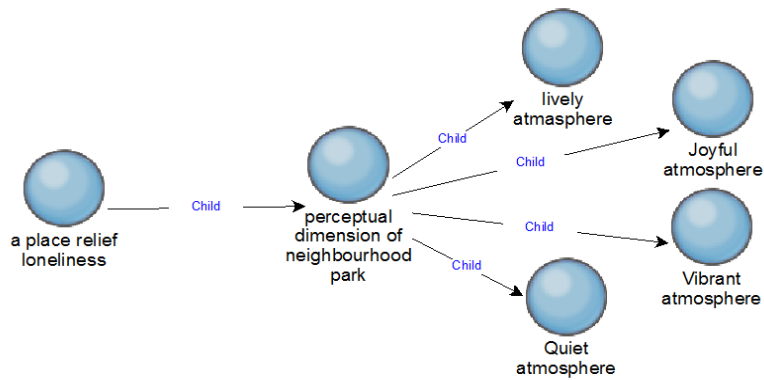 a place relief
loneliness
Child
perceptual
dimension of
neighbourhood
park
Child
lively
atmasphere
Child
Joyful
atmosphere
Child
Vibrant
atmosphere
Child
Quiet
atmosphere